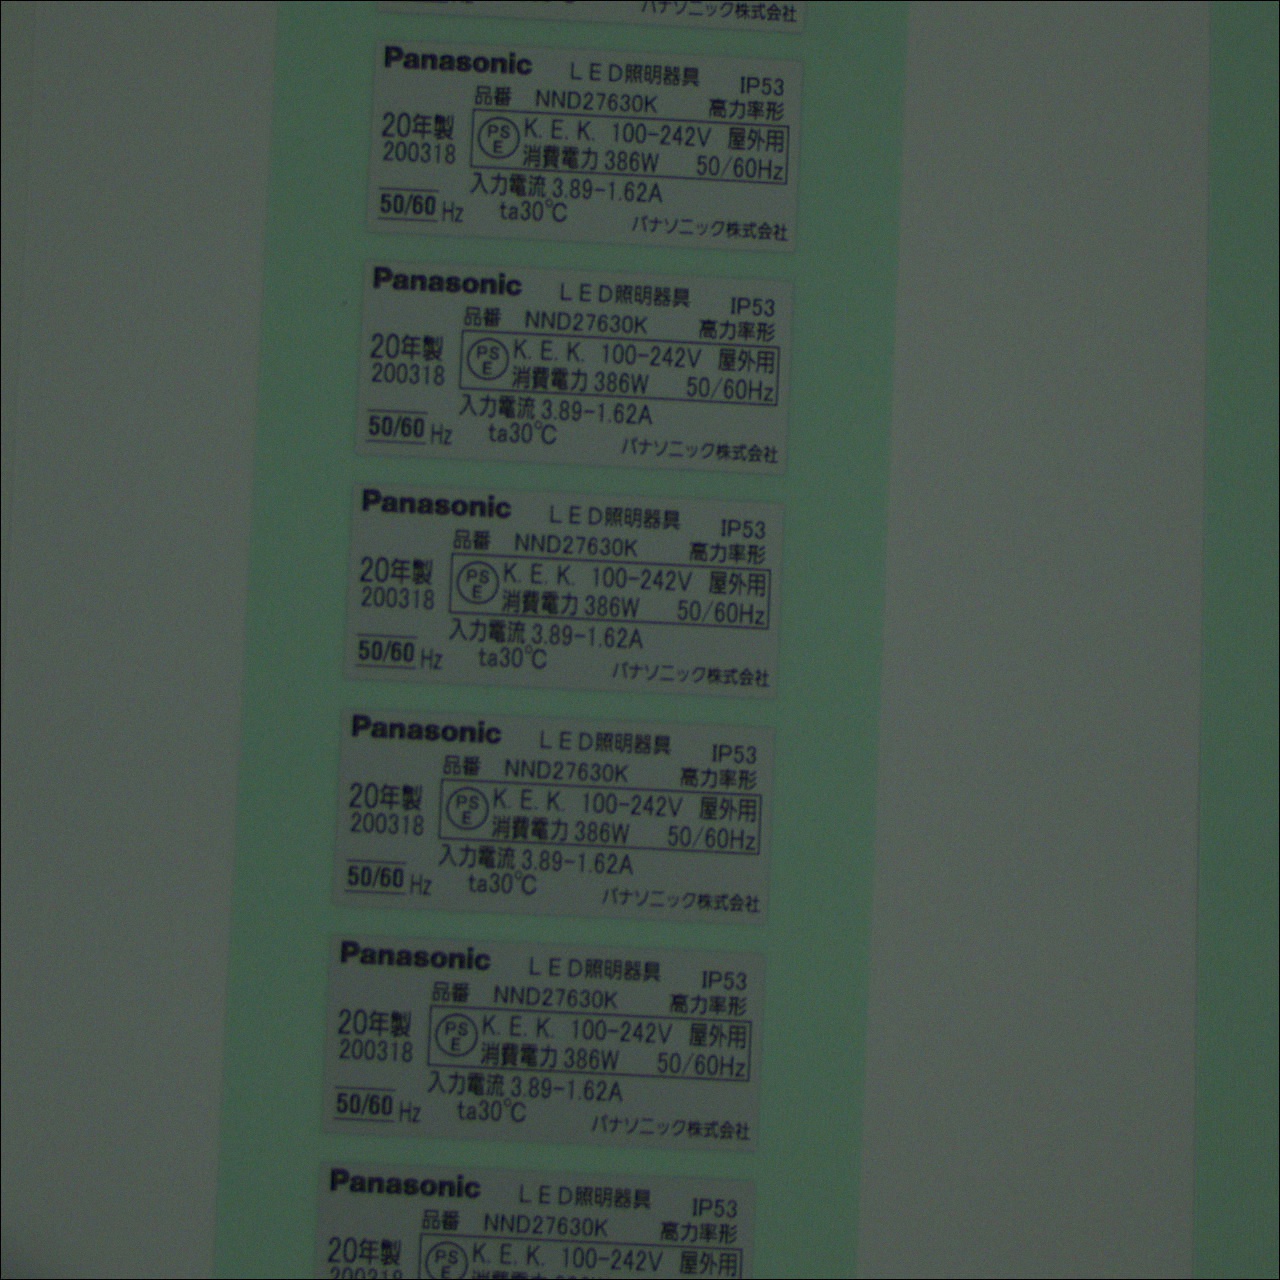 パナソニック株式会社
Panasonic LED照明器具 IP53
品番 NND27630K 高力率形
20年製 PS E K. E. K. 100-242V 屋外用
200318 消費電力 386W 50/60Hz
入力電流 3.89-1.62A
50/60 Hz ta30℃ パナソニック株式会社
Panasonic LED照明器具 IP53
品番 NND27630K 高力率形
20年製 PS E K. E. K. 100-242V 屋外用
200318 消費電力 386W 50/60Hz
入力電流 3.89-1.62A
50/60 Hz ta30℃ パナソニック株式会社
Panasonic LED照明器具 IP53
品番 NND27630K 高力率形
20年製 PS E K. E. K. 100-242V 屋外用
200318 消費電力 386W 50/60Hz
入力電流 3.89-1.62A
50/60 Hz ta30℃ パナソニック株式会社
Panasonic LED照明器具 IP53
品番 NND27630K 高力率形
20年製 PS E K. E. K. 100-242V 屋外用
200318 消費電力 386W 50/60Hz
入力電流 3.89-1.62A
50/60 Hz ta30℃ パナソニック株式会社
Panasonic LED照明器具 IP53
品番 NND27630K 高力率形
20年製 PS E K. E. K. 100-242V 屋外用
200318 消費電力 386W 50/60Hz
入力電流 3.89-1.62A
50/60 Hz ta30℃ パナソニック株式会社
Panasonic LED照明器具 IP53
品番 NND27630K 高力率形
20年製 PS E K. E. K. 100-242V 屋外用